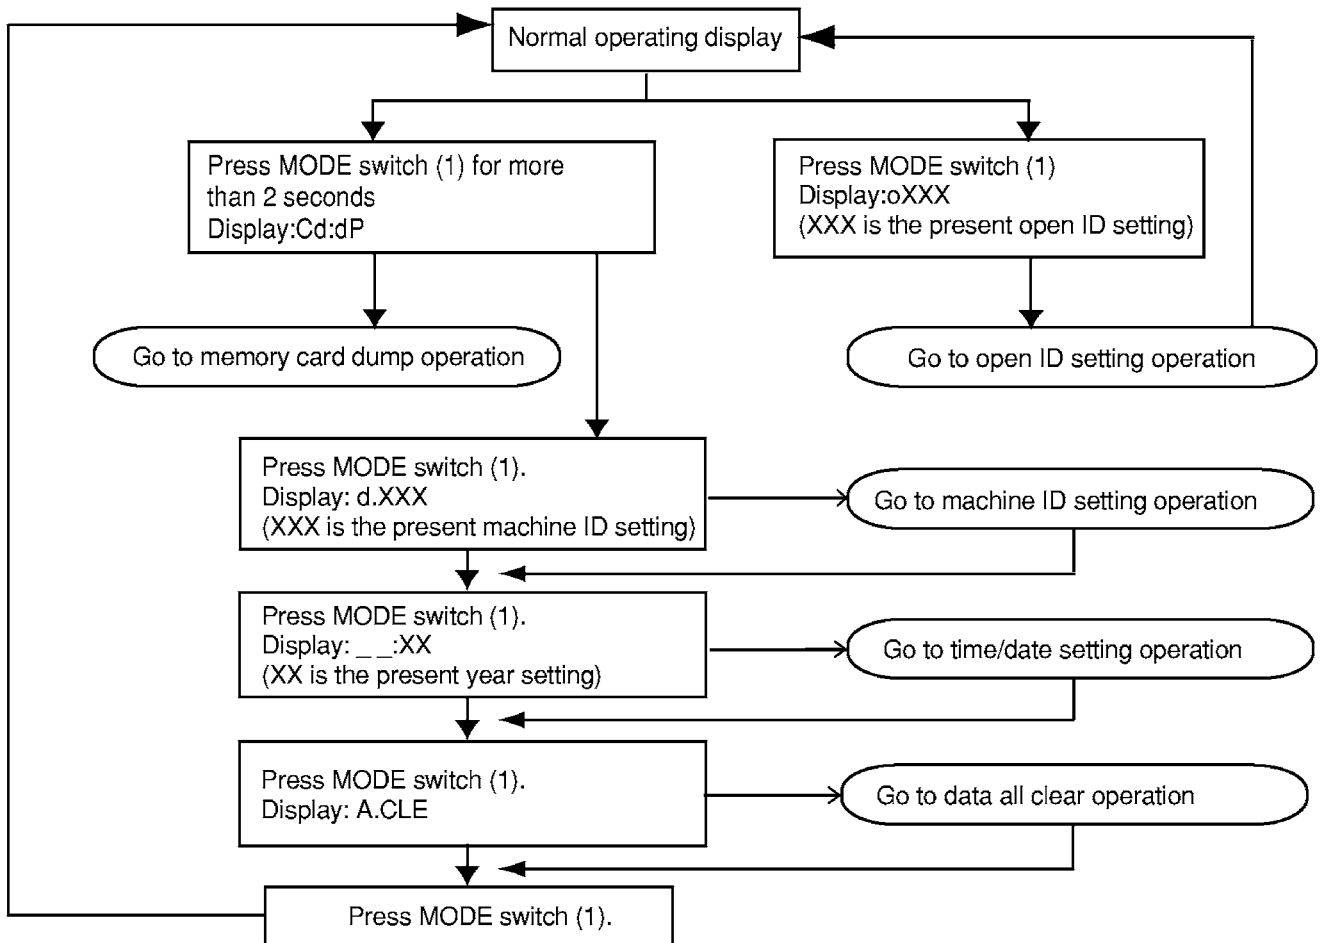 Normal operating display
Press MODE switch (1) for more
than 2 seconds
Display:Cd:dP
Press MODE switch (1)
Display:oXXX
(XXX is the present open ID setting)
Go to memory card dump operation
Go to open ID setting operation
Press MODE switch (1).
Display: d.XXX
(XXX is the present machine ID setting)
Go to machine ID setting operation
Press MODE switch (1).
Display: _ _:XX
(XX is the present year setting)
Go to time/date setting operation
Press MODE switch (1).
Display: A.CLE
Go to data all clear operation
Press MODE switch (1).